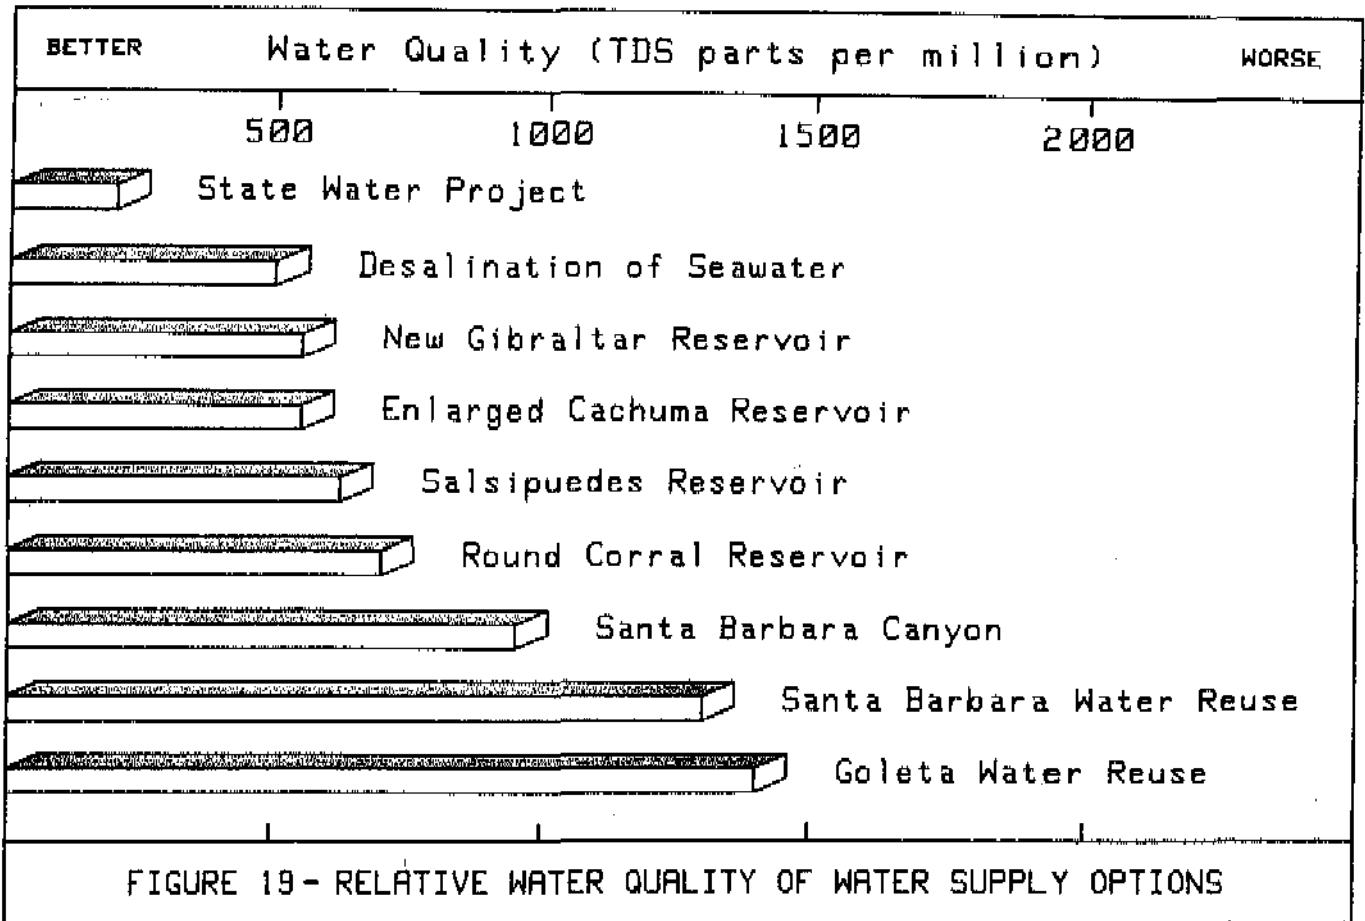 BETTER Water Quality (TDS parts per million) WORSE
500 1000 1500 2000
State Water Project
Desalination of Seawater
New Gibraltar Reservoir
Enlarged Cachuma Reservoir
Salsipuedes Reservoir
Round Corral Reservoir
Santa Barbara Canyon
Santa Barbara Water Reuse
Goleta Water Reuse
FIGURE 19 - RELATIVE WATER QUALITY OF WATER SUPPLY OPTIONS